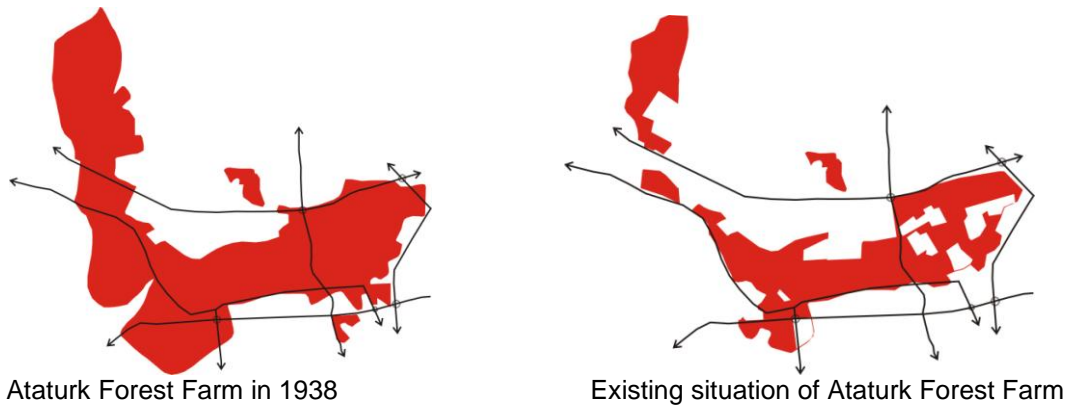 Ataturk Forest Farm in 1938
Existing situation of Ataturk Forest Farm